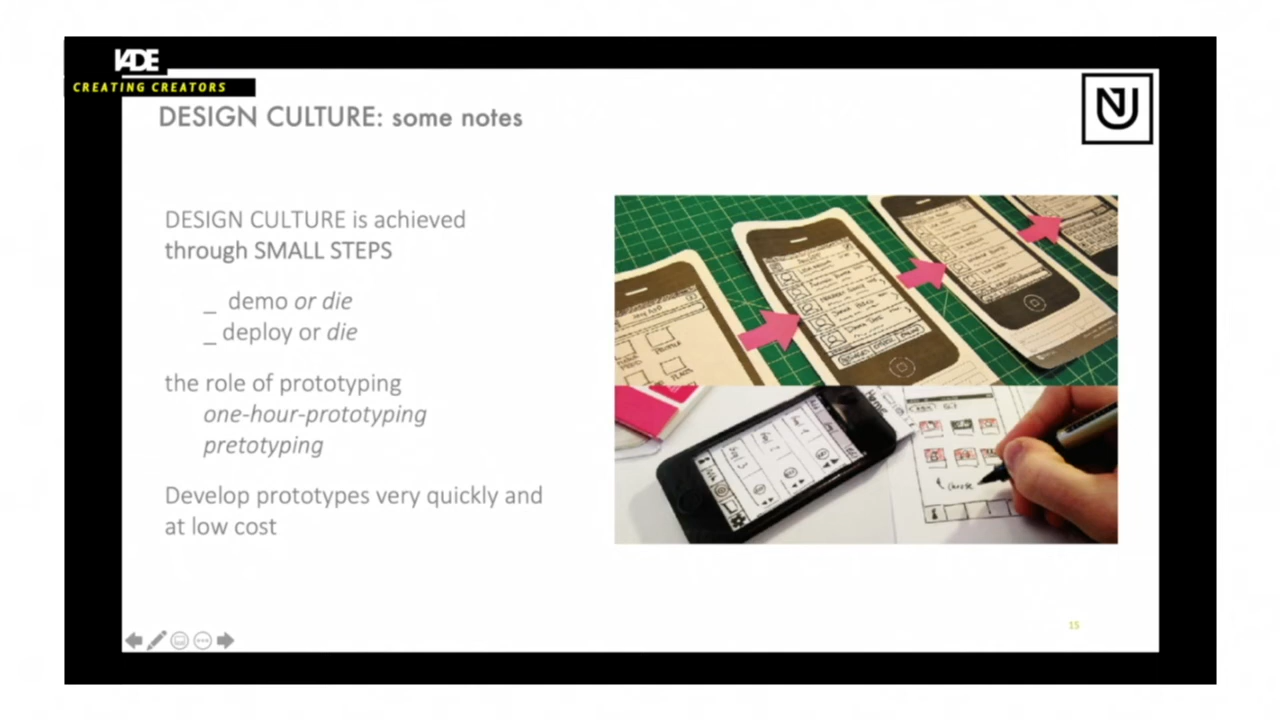 IADE
CREATING CREATORS
DESIGN CULTURE: some notes
DESIGN CULTURE is achieved
through SMALL STEPS
_ demo or die
_ deploy or die
the role of prototyping
one-hour-prototyping
pretotyping
Develop prototypes very quickly and
at low cost
Choose
15